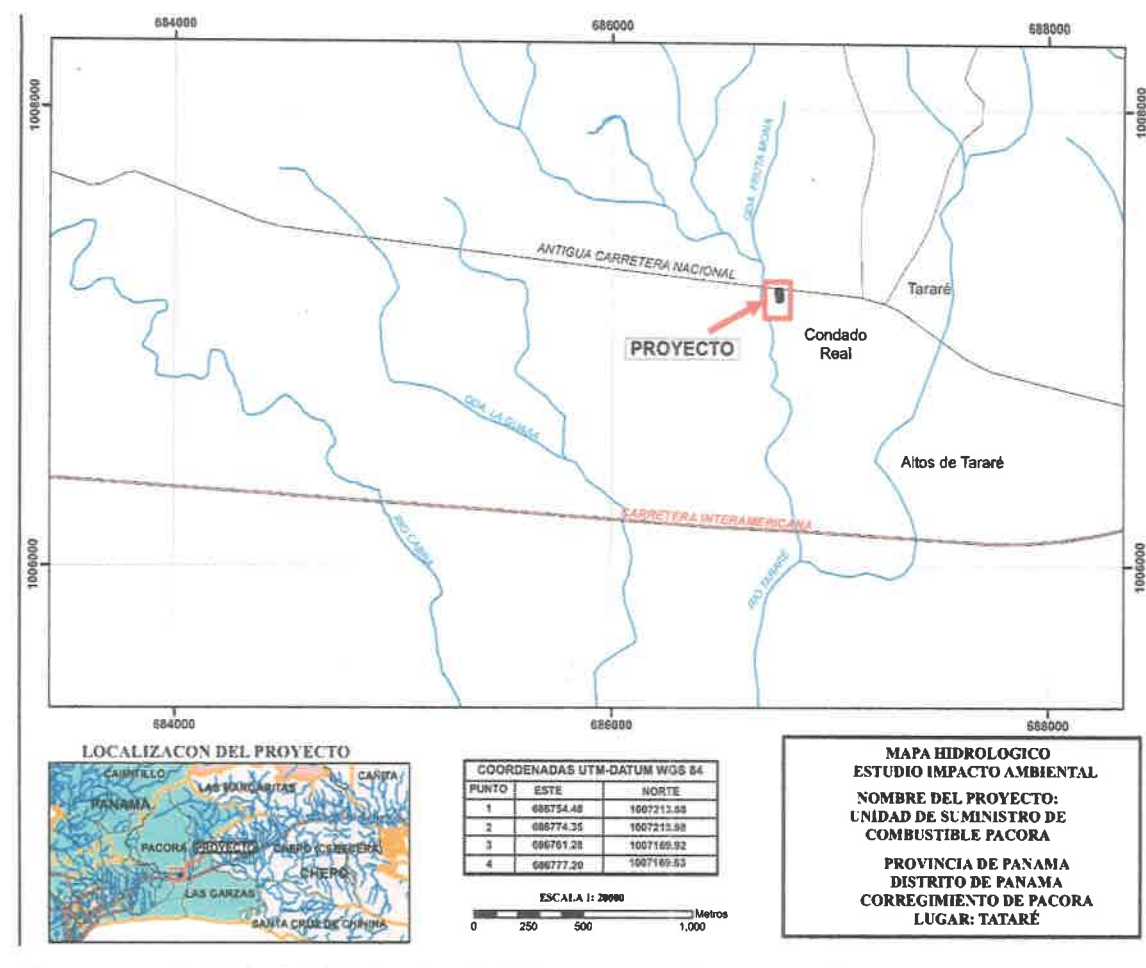 684000
686000
688000
1008000
1008000
QDA. FRUTA MONA
ANTIGUA CARRETERA NACIONAL
Tararé
PROYECTO
Condado
Real
QDA. LA GUABA
Altos de Tararé
CARRETERA INTERAMERICANA
RIO CABRA
RIO TARARÉ
1006000
1006000
684000
686000
688000
LOCALIZACON DEL PROYECTO
CAIMITILLO
CAÑITA
LAS MARGARITAS
PANAMA
PACORA
PROYECTO
CHEPO (CABECERA)
CHEPO
LAS GARZAS
SANTA CRUZ DE CHININA
COORDENADAS UTM-DATUM WGS 84
PUNTO ESTE NORTE
1 686754.48 1007213.88
2 686774.35 1007213.98
3 686761.28 1007169.92
4 686777.20 1007169.53
ESCALA 1: 20000
Metros
0 250 500 1,000
MAPA HIDROLOGICO
ESTUDIO IMPACTO AMBIENTAL
NOMBRE DEL PROYECTO:
UNIDAD DE SUMINISTRO DE
COMBUSTIBLE PACORA
PROVINCIA DE PANAMA
DISTRITO DE PANAMA
CORREGIMIENTO DE PACORA
LUGAR: TATARÉ